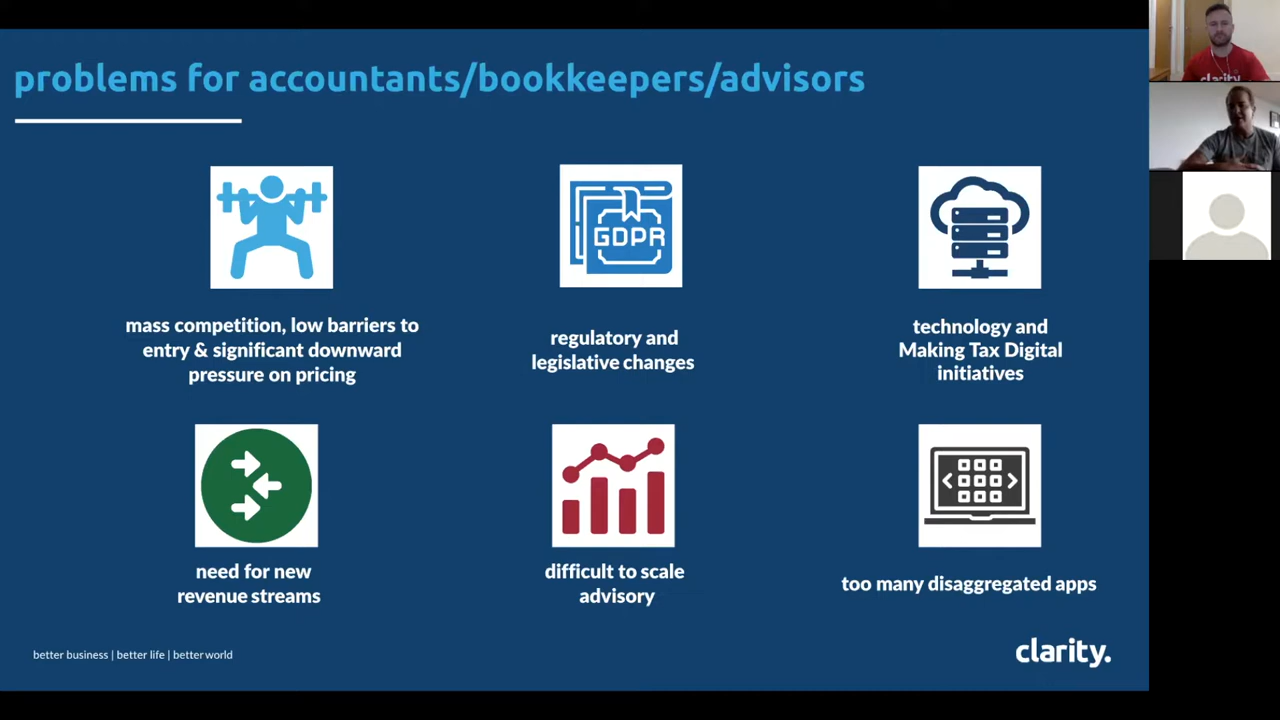 problems for accountants/bookkeepers/advisors
GDPR
mass competition, low barriers to
entry & significant downward
pressure on pricing
regulatory and
legislative changes
technology and
Making Tax Digital
initiatives
need for new
revenue streams
difficult to scale
advisory
too many disaggregated apps
better business | better life | better world
clarity.
clarity